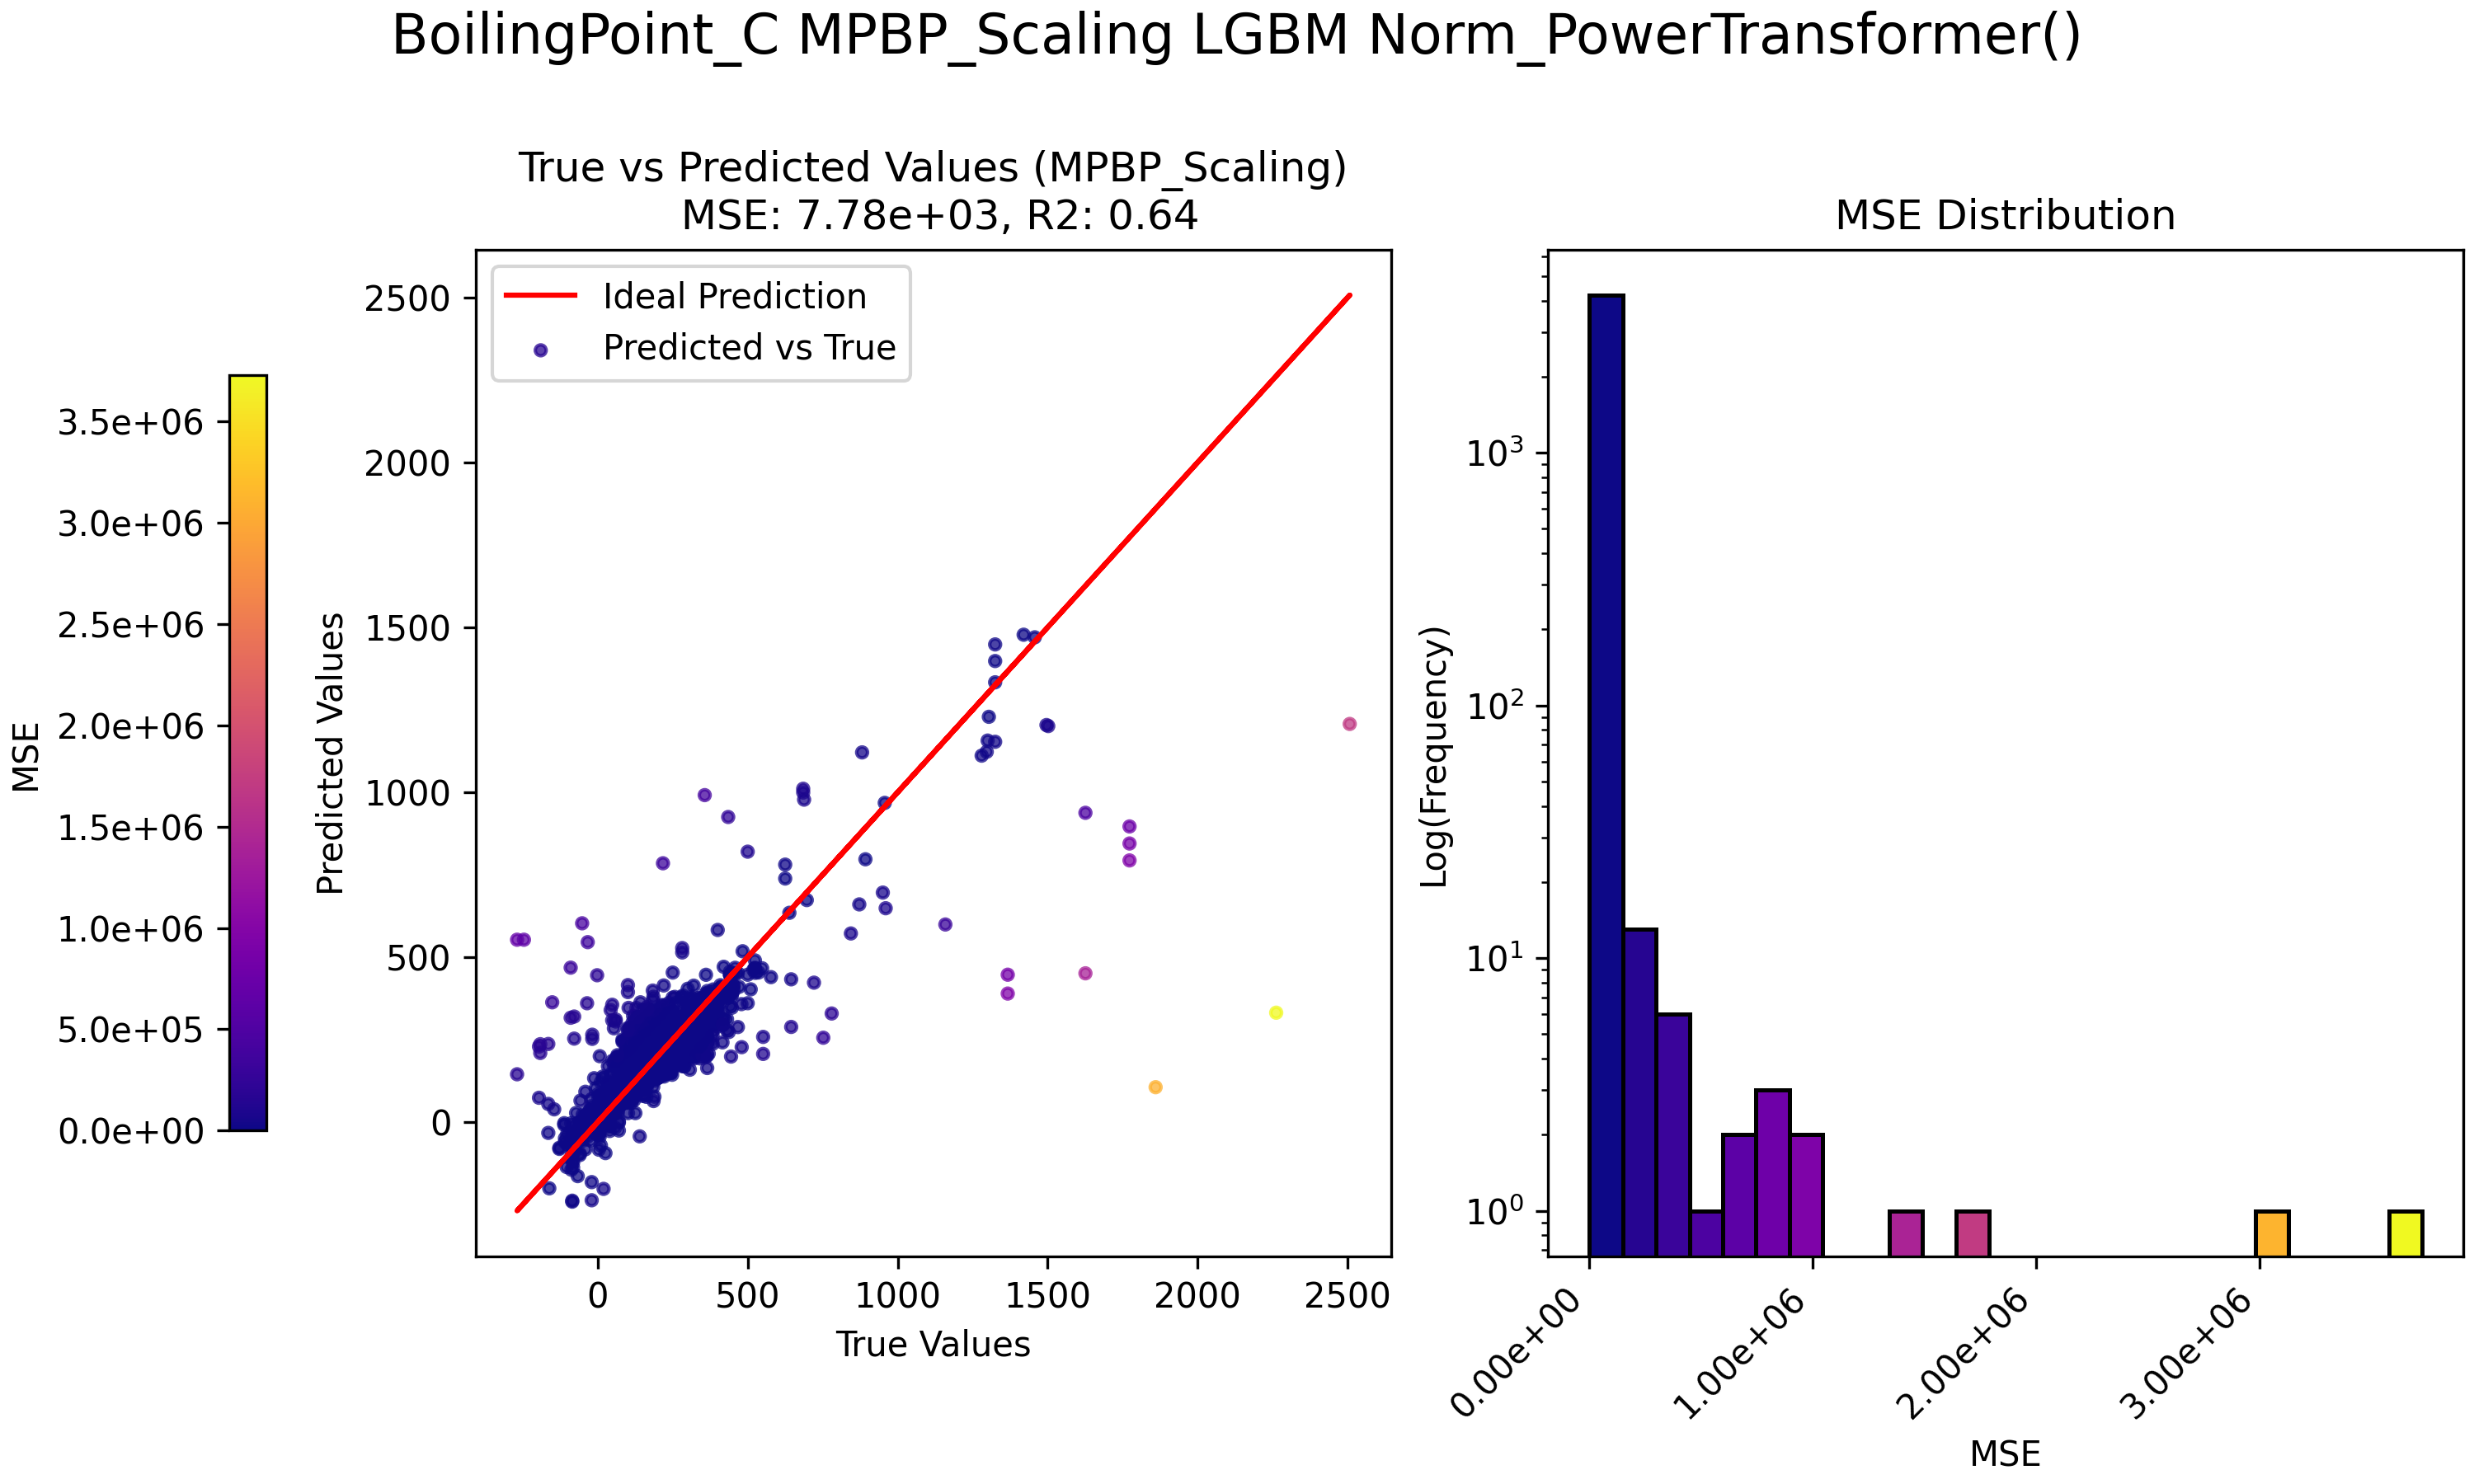 BoilingPoint_C MPBP_Scaling LGBM Norm_PowerTransformer()
True vs Predicted Values (MPBP_Scaling)
MSE: 7.78e+03, R2: 0.64
MSE Distribution
Ideal Prediction
Predicted vs True
3.5e+06
3.0e+06
2.5e+06
2.0e+06
1.5e+06
1.0e+06
5.0e+05
0.0e+00
MSE
2500
2000
1500
1000
500
0
Predicted Values
0 500 1000 1500 2000 2500
True Values
10³
10²
10¹
10⁰
Log(Frequency)
0.00e+00 1.00e+06 2.00e+06 3.00e+06
MSE